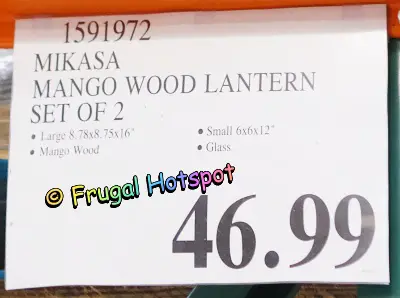 1591972
MIKASA
MANGO WOOD LANTERN
SET OF 2
• Large 8.78x8.75x16" • Small 6x6x12"
• Mango Wood • Glass
© Frugal Hotspot
46.99